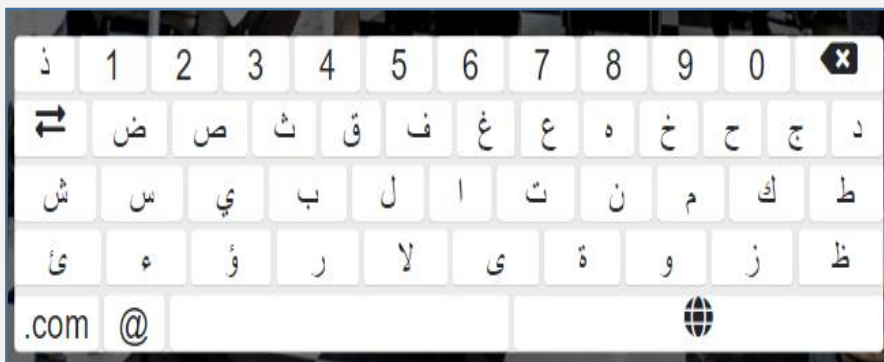 ذ 1 2 3 4 5 6 7 8 9 0
ض ص ث ق ف غ ع ه خ ح ج د
ش س ي ب ل ا ت ن م ك ط
ئ ء ؤ ر لا ى ة و ز ظ
.com @